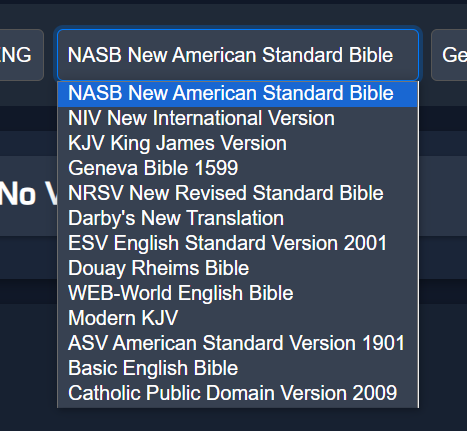 NG
NASB New American Standard Bible
Ge
NASB New American Standard Bible
NIV New International Version
KJV King James Version
Geneva Bible 1599
NRSV New Revised Standard Bible
Darby's New Translation
ESV English Standard Version 2001
Douay Rheims Bible
WEB-World English Bible
Modern KJV
ASV American Standard Version 1901
Basic English Bible
Catholic Public Domain Version 2009
No V